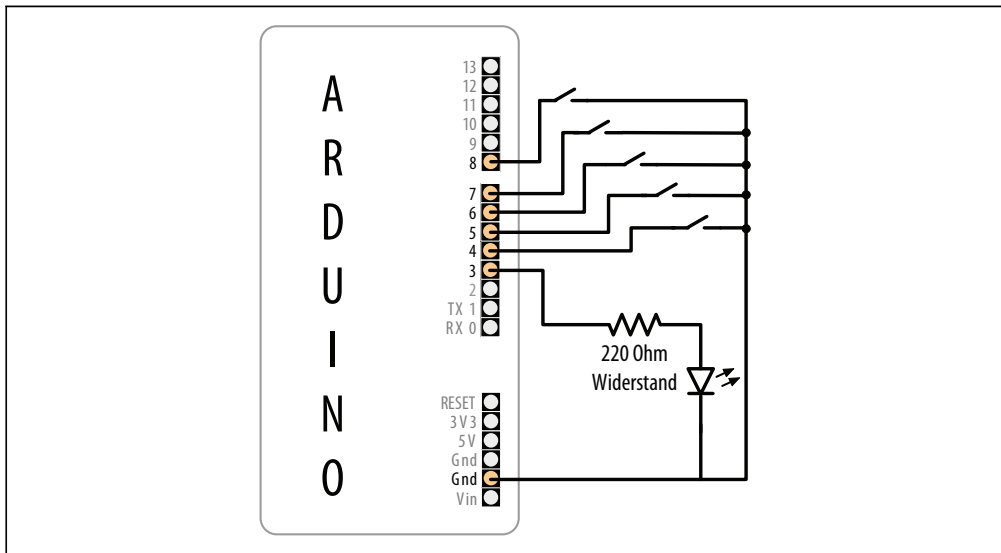 ARDUINO
13
12
11
10
9
8
7
6
5
4
3
2
TX 1
RX 0
220 Ohm
Widerstand
RESET
3V3
5V
Gnd
Gnd
Vin